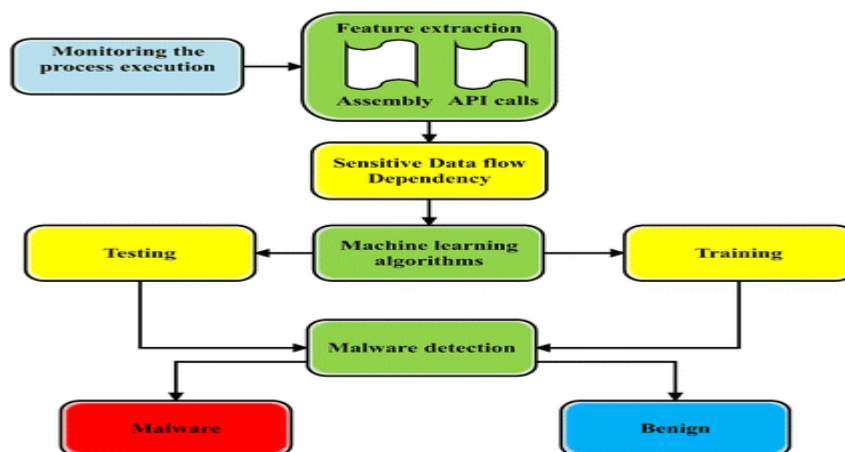 Monitoring the
process execution
Feature extraction
Assembly
API calls
Sensitive Data flow
Dependency
Testing
Machine learning
algorithms
Training
Malware detection
Malware
Benign